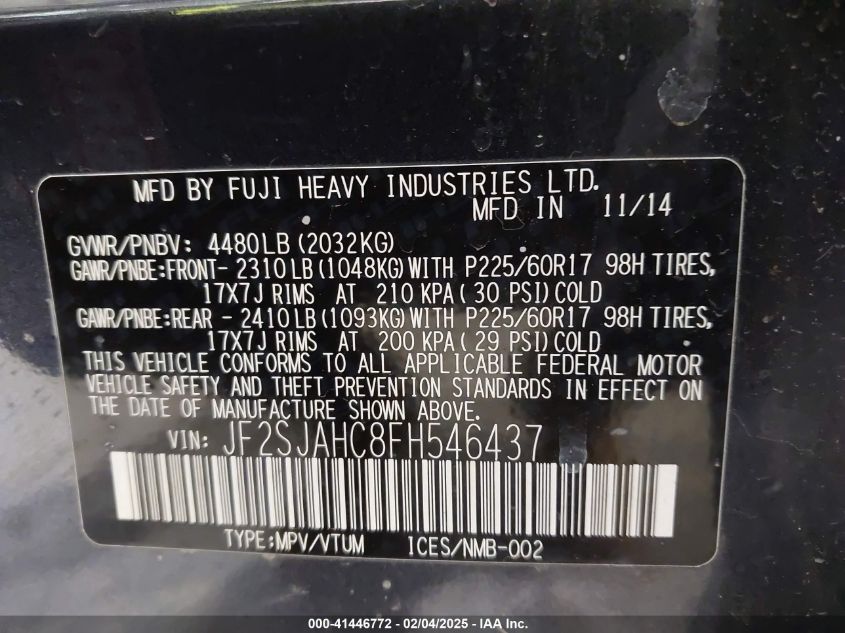 MFD BY FUJI HEAVY INDUSTRIES LTD.
MFD IN 11/14
GVWR/PNBV: 4480LB (2032KG)
GAWR/PNBE:FRONT- 2310LB (1048KG) WITH P225/60R17 98H TIRES,
17X7J RIMS AT 210 KPA ( 30 PSI) COLD
GAWR/PNBE:REAR - 2410LB (1093KG) WITH P225/60R17 98H TIRES,
17X7J RIMS AT 200 KPA ( 29 PSI) COLD
THIS VEHICLE CONFORMS TO ALL APPLICABLE FEDERAL MOTOR
VEHICLE SAFETY AND THEFT PREVENTION STANDARDS IN EFFECT ON
THE DATE OF MANUFACTURE SHOWN ABOVE.
VIN: JF2SJAHC8FH546437
TYPE:MPV/VTUM ICES/NMB-002
000-41446772 - 02/04/2025 - IAA Inc.